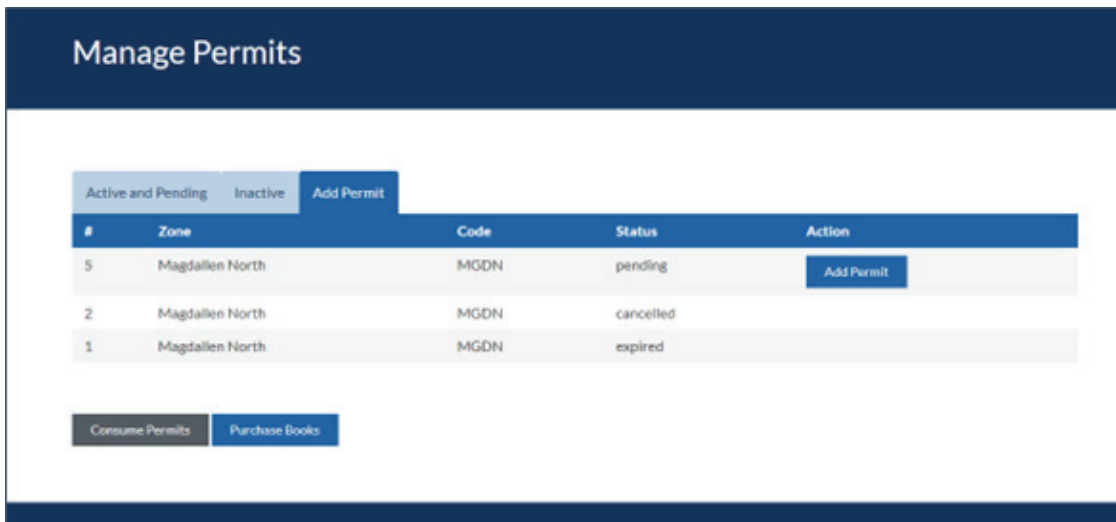 Manage Permits
Active and Pending Inactive Add Permit
# Zone Code Status Action
5 Magdallen North MGDN pending Add Permit
2 Magdallen North MGDN cancelled
1 Magdallen North MGDN expired
Consume Permits Purchase Books